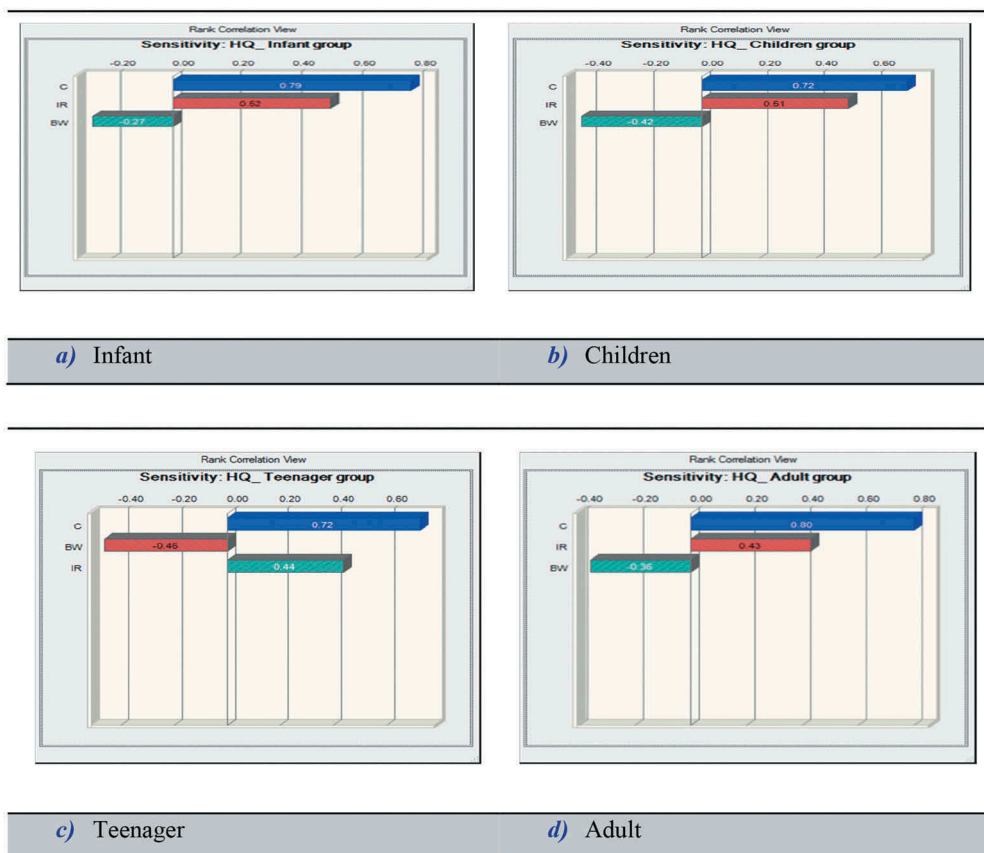 Rank Correlation View
Sensitivity: HQ_ Infant group
-0.20 0.00 0.20 0.40 0.60 0.80
C 0.79
IR 0.52
BW -0.27
Rank Correlation View
Sensitivity: HQ_ Children group
-0.40 -0.20 0.00 0.20 0.40 0.60
C 0.72
IR 0.51
BW -0.42
a) Infant
b) Children
Rank Correlation View
Sensitivity: HQ_ Teenager group
-0.40 -0.20 0.00 0.20 0.40 0.60
C 0.72
BW -0.46
IR 0.44
Rank Correlation View
Sensitivity: HQ_ Adult group
-0.40 -0.20 0.00 0.20 0.40 0.60 0.80
C 0.80
IR 0.43
BW -0.36
c) Teenager
d) Adult